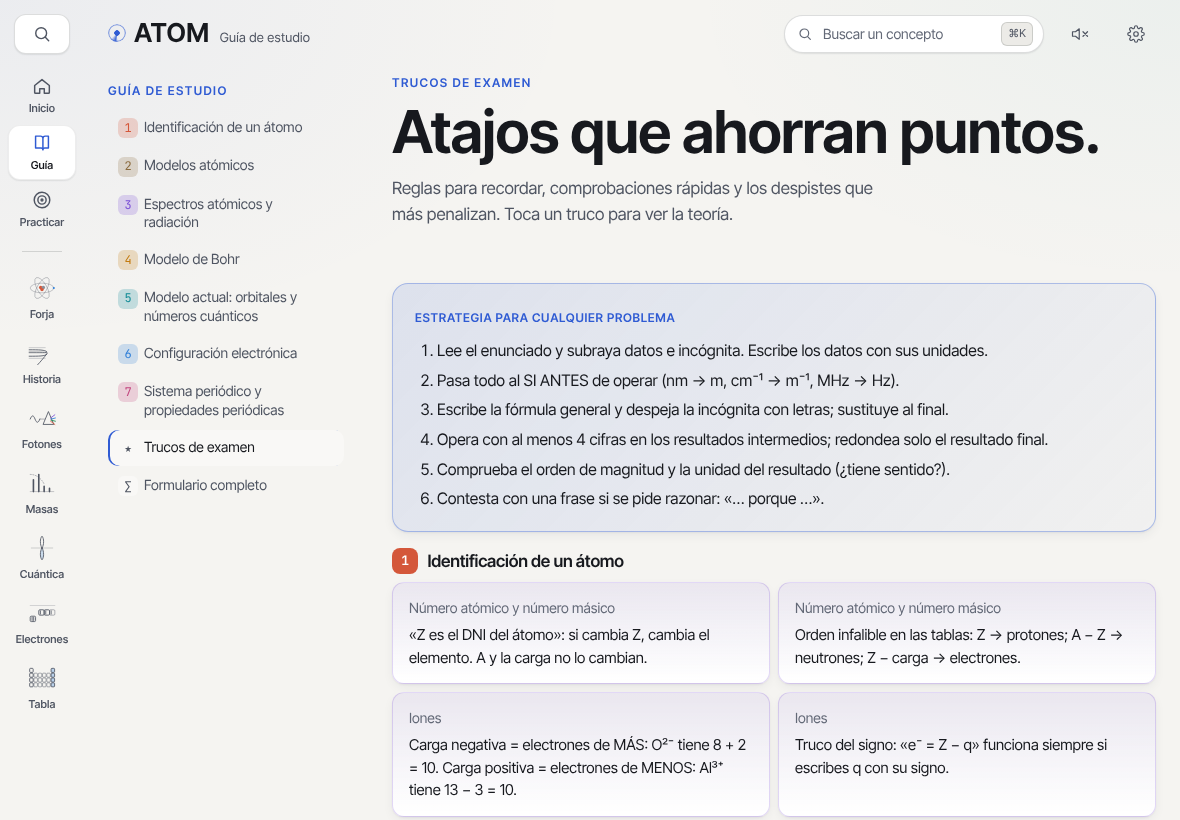 ATOM Guía de estudio
Buscar un concepto
⌘K
Inicio
Guía
Practicar
Forja
Historia
Fotones
Masas
Cuántica
Electrones
Tabla
GUÍA DE ESTUDIO
1 Identificación de un átomo
2 Modelos atómicos
3 Espectros atómicos y
radiación
4 Modelo de Bohr
5 Modelo actual: orbitales y
números cuánticos
6 Configuración electrónica
7 Sistema periódico y
propiedades periódicas
⋆ Trucos de examen
∑ Formulario completo
TRUCOS DE EXAMEN
Atajos que ahorran puntos.
Reglas para recordar, comprobaciones rápidas y los despistes que
más penalizan. Toca un truco para ver la teoría.
ESTRATEGIA PARA CUALQUIER PROBLEMA
1. Lee el enunciado y subraya datos e incógnita. Escribe los datos con sus unidades.
2. Pasa todo al SI ANTES de operar (nm → m, cm⁻¹ → m⁻¹, MHz → Hz).
3. Escribe la fórmula general y despeja la incógnita con letras; sustituye al final.
4. Opera con al menos 4 cifras en los resultados intermedios; redondea solo el resultado final.
5. Comprueba el orden de magnitud y la unidad del resultado (¿tiene sentido?).
6. Contesta con una frase si se pide razonar: «… porque …».
1 Identificación de un átomo
Número atómico y número másico
«Z es el DNI del átomo»: si cambia Z, cambia el
elemento. A y la carga no lo cambian.
Número atómico y número másico
Orden infalible en las tablas: Z → protones; A − Z →
neutrones; Z − carga → electrones.
Iones
Carga negativa = electrones de MÁS: O²⁻ tiene 8 + 2
= 10. Carga positiva = electrones de MENOS: Al³⁺
tiene 13 − 3 = 10.
Iones
Truco del signo: «e⁻ = Z − q» funciona siempre si
escribes q con su signo.